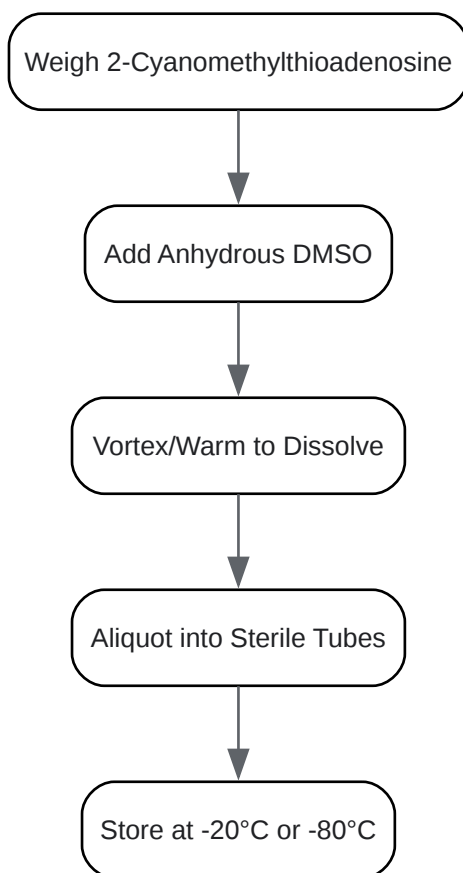 Weigh 2-Cyanomethylthioadenosine
Add Anhydrous DMSO
Vortex/Warm to Dissolve
Aliquot into Sterile Tubes
Store at -20°C or -80°C